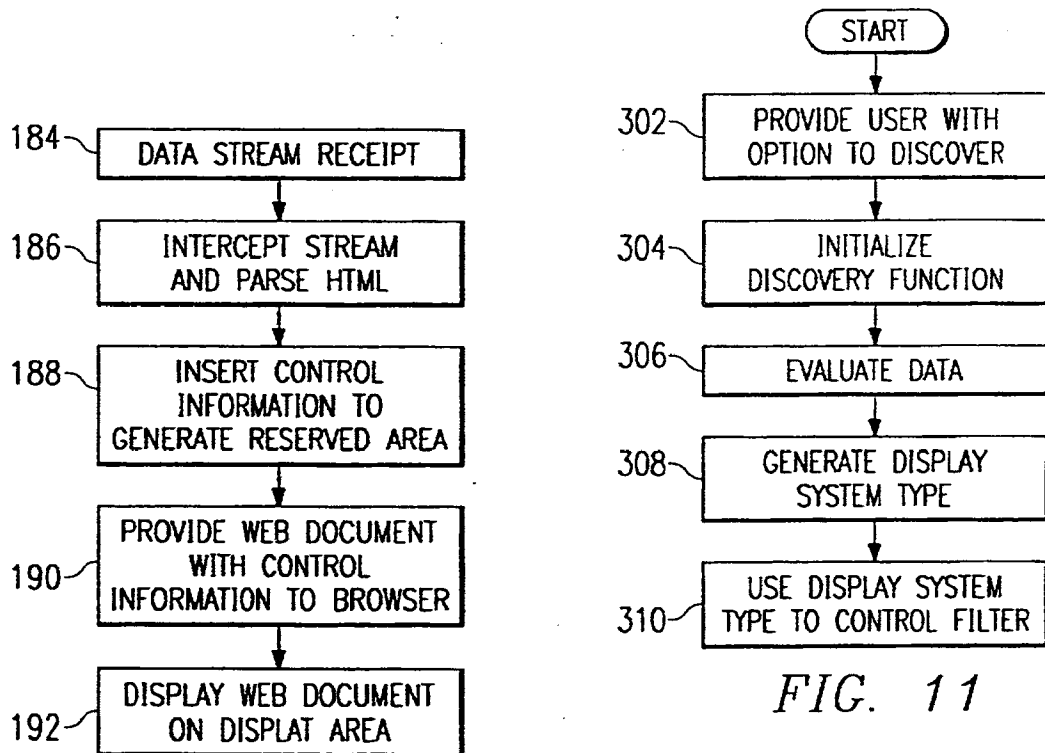 184
DATA STREAM RECEIPT
186
INTERCEPT STREAM
AND PARSE HTML
188
INSERT CONTROL
INFORMATION TO
GENERATE RESERVED AREA
190
PROVIDE WEB DOCUMENT
WITH CONTROL
INFORMATION TO BROWSER
192
DISPLAY WEB DOCUMENT
ON DISPLAT AREA
START
302
PROVIDE USER WITH
OPTION TO DISCOVER
304
INITIALIZE
DISCOVERY FUNCTION
306
EVALUATE DATA
308
GENERATE DISPLAY
SYSTEM TYPE
310
USE DISPLAY SYSTEM
TYPE TO CONTROL FILTER
FIG. 11